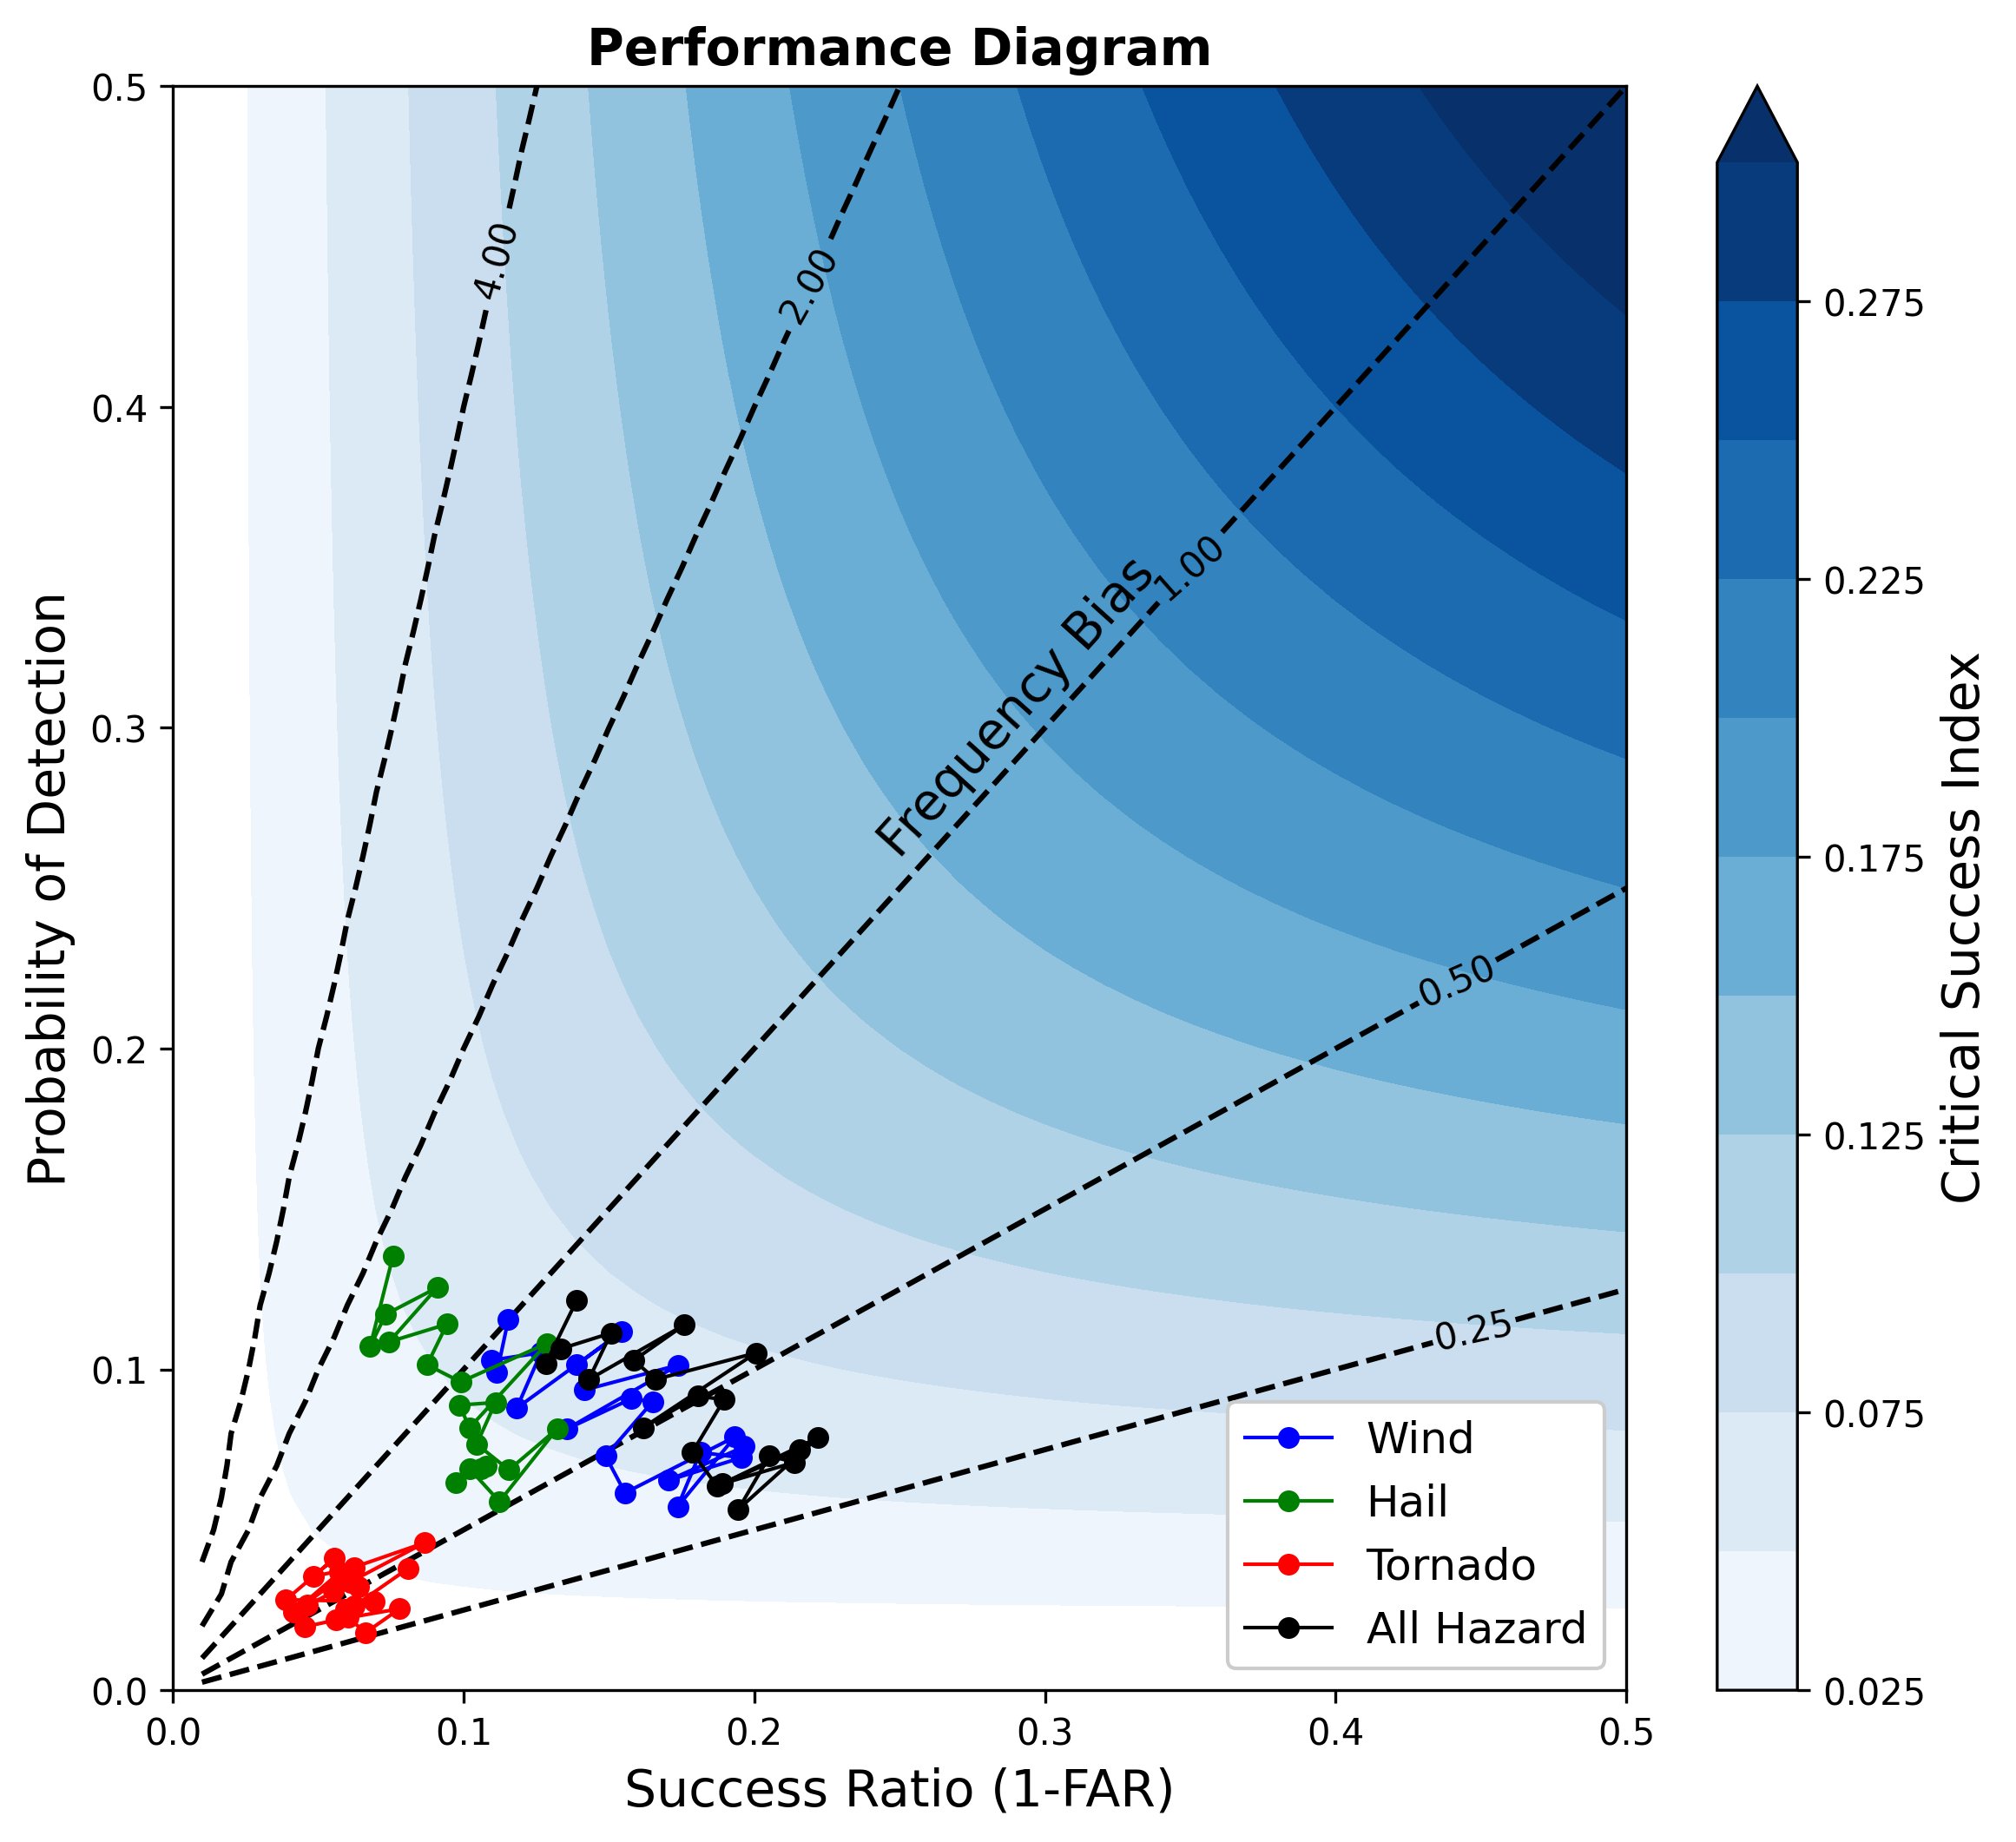 Performance Diagram
0.5
0.4
0.3
0.2
0.1
0.0
Probability of Detection
0.0
0.1
0.2
0.3
0.4
0.5
Success Ratio (1-FAR)
4.00
2.00
1.00
0.50
0.25
Frequency Bias
Wind
Hail
Tornado
All Hazard
0.275
0.225
0.175
0.125
0.075
0.025
Critical Success Index